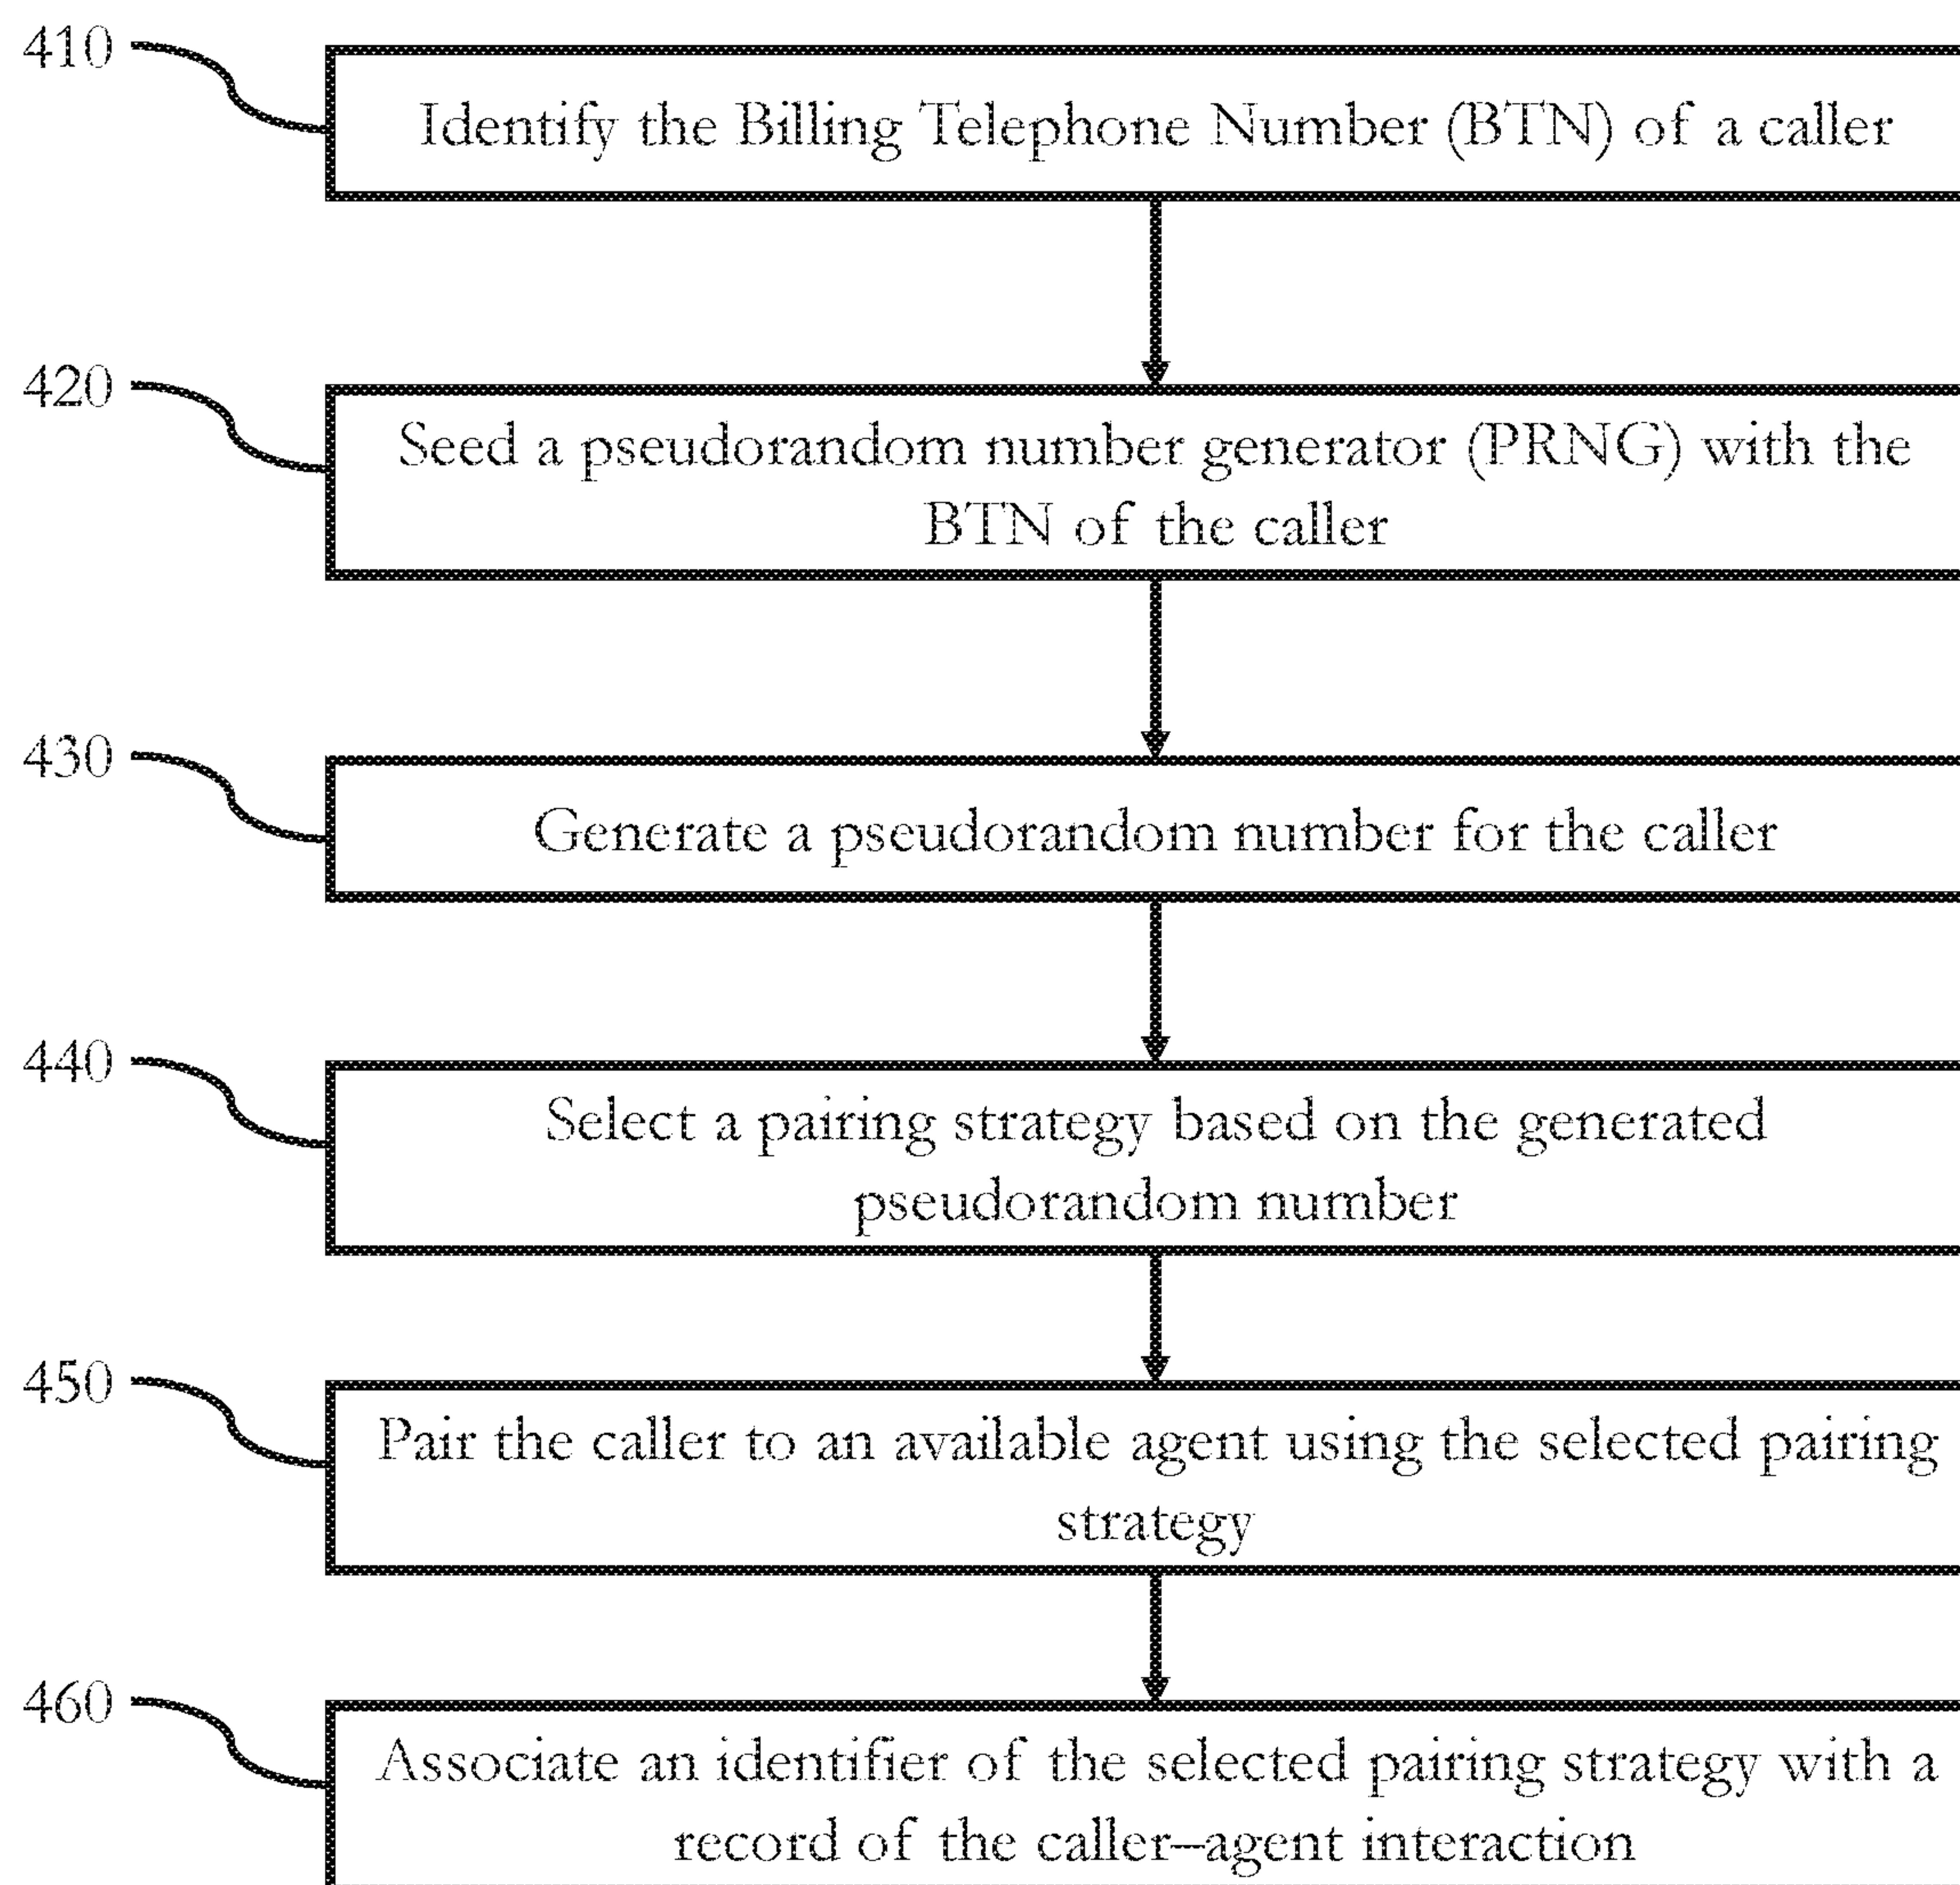 410
Identify the Billing Telephone Number (BTN) of a caller
420
Seed a pseudorandom number generator (PRNG) with the
BTN of the caller
430
Generate a pseudorandom number for the caller
440
Select a pairing strategy based on the generated
pseudorandom number
450
Pair the caller to an available agent using the selected pairing
strategy
460
Associate an identifier of the selected pairing strategy with a
record of the caller–agent interaction